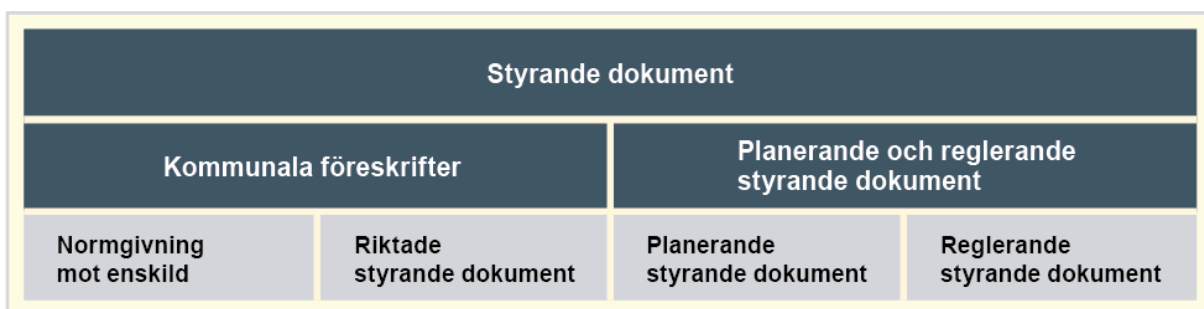 Styrande dokument
Kommunala föreskrifter
Planerande och reglerande
styrande dokument
Normgivning
mot enskild
Riktade
styrande dokument
Planerande
styrande dokument
Reglerande
styrande dokument